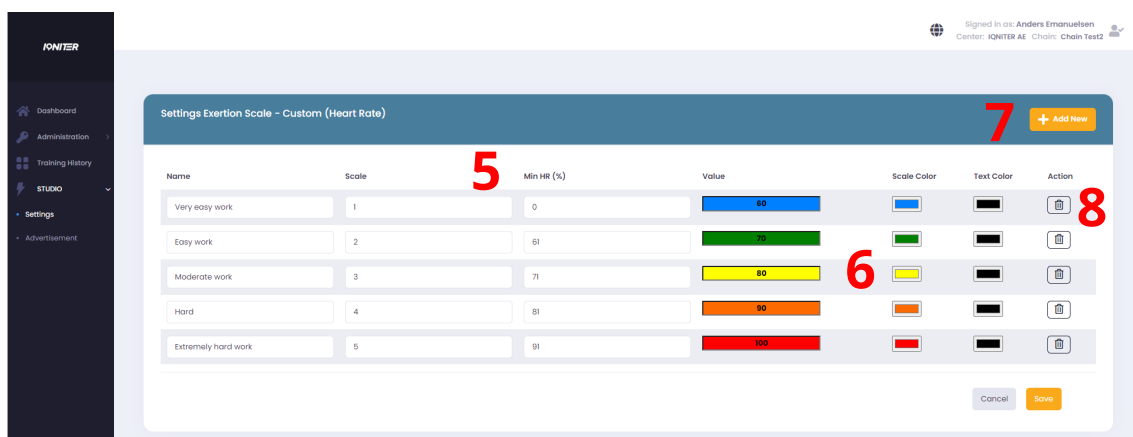 IQNITER
Signed in as: Anders Emanuelsen
Center: IQNITER AE Chain: Chain Test2
Dashboard
Administration
Training History
STUDIO
Settings
Advertisement
Settings Exertion Scale - Custom (Heart Rate)
7
Add New
5
Name Scale Min HR (%) Value Scale Color Text Color Action
Very easy work 1 0 60
8
Easy work 2 61 70
6
Moderate work 3 71 80
Hard 4 81 90
Extremely hard work 5 91 100
Cancel Save